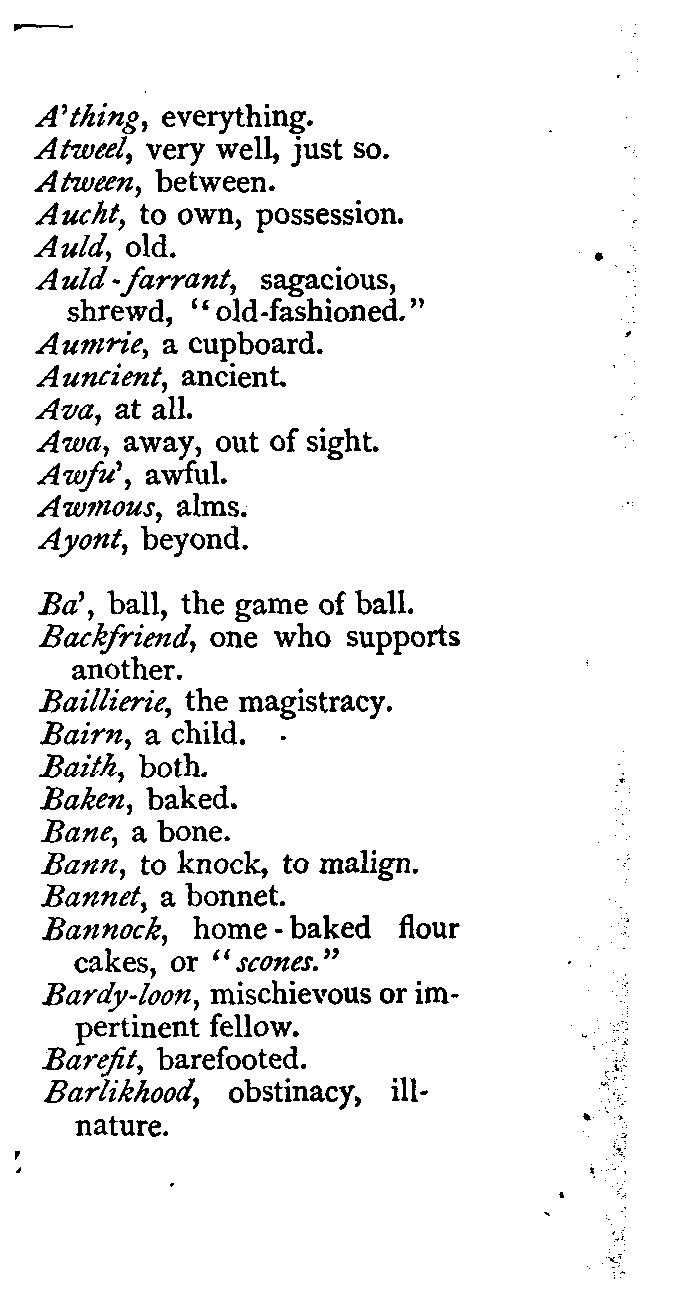 A'thing, everything.
Atweel, very well, just so.
Atween, between.
Aucht, to own, possession.
Auld, old.
Auld-farrant, sagacious,
shrewd, "old-fashioned."
Aumrie, a cupboard.
Auncient, ancient.
Ava, at all.
Awa, away, out of sight.
Awfu', awful.
Awmous, alms.
Ayont, beyond.
Ba', ball, the game of ball.
Backfriend, one who supports
another.
Baillierie, the magistracy.
Bairn, a child.
Baith, both.
Baken, baked.
Bane, a bone.
Bann, to knock, to malign.
Bannet, a bonnet.
Bannock, home-baked flour
cakes, or "scones."
Bardy-loon, mischievous or im-
pertinent fellow.
Barefit, barefooted.
Barlikhood, obstinacy, ill-
nature.